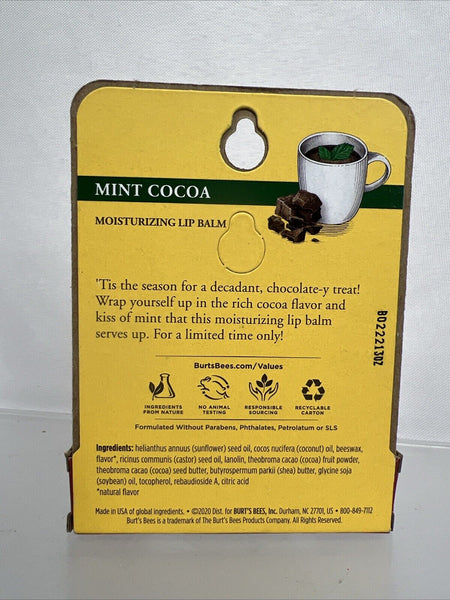 MINT COCOA
MOISTURIZING LIP BALM
'Tis the season for a decadant, chocolate-y treat!
Wrap yourself up in the rich cocoa flavor and
kiss of mint that this moisturizing lip balm
serves up. For a limited time only!
BurtsBees.com/Values
INGREDIENTS
FROM NATURE
NO ANIMAL
TESTING
RESPONSIBLE
SOURCING
RECYCLABLE
CARTON
Formulated Without Parabens, Phthalates, Petrolatum or SLS
Ingredients: helianthus annuus (sunflower) seed oil, cocos nucifera (coconut) oil, beeswax,
flavor*, ricinus communis (castor) seed oil, lanolin, theobroma cacao (cocoa) fruit powder,
theobroma cacao (cocoa) seed butter, butyrospermum parkii (shea) butter, glycine soja
(soybean) oil, tocopherol, rebaudioside A, citric acid
*natural flavor
Made in USA of global ingredients. • ©2020 Dist. for BURT'S BEES, Inc. Durham, NC 27701, US • 800-849-7112
Burt's Bees is a trademark of The Burt's Bees Products Company. All Rights Reserved.